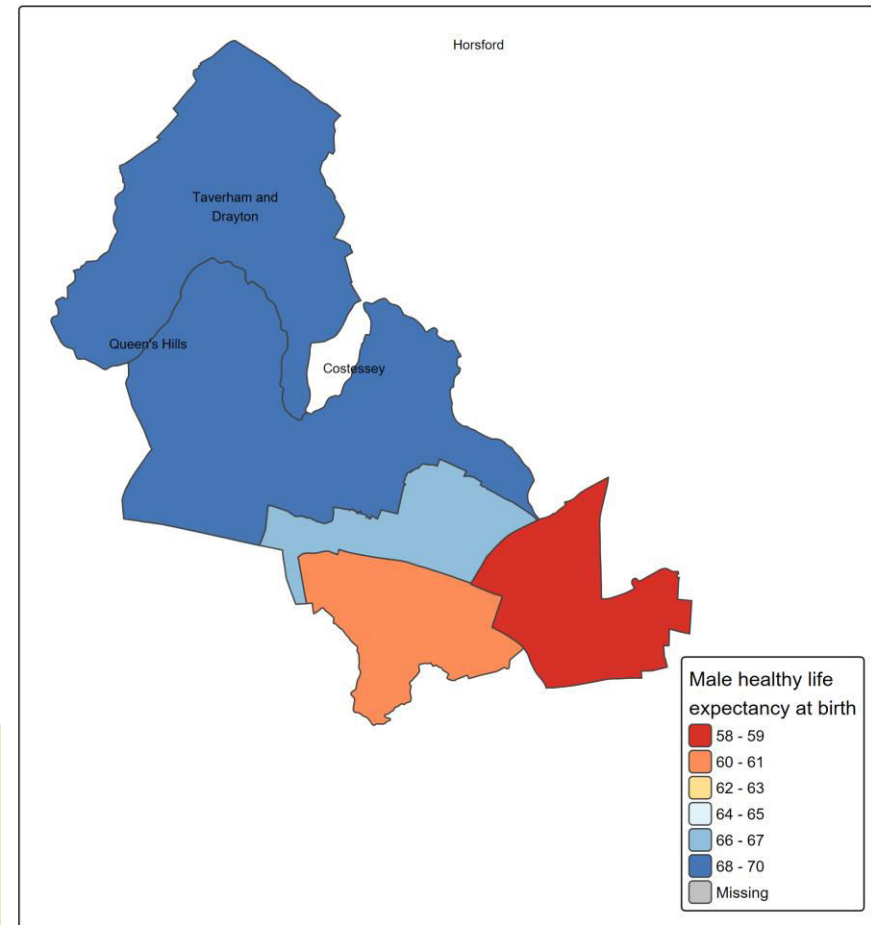 Horsford
Taverham and
Drayton
Queen's Hills
Costessey
Male healthy life
expectancy at birth
58 - 59
60 - 61
62 - 63
64 - 65
66 - 67
68 - 70
Missing